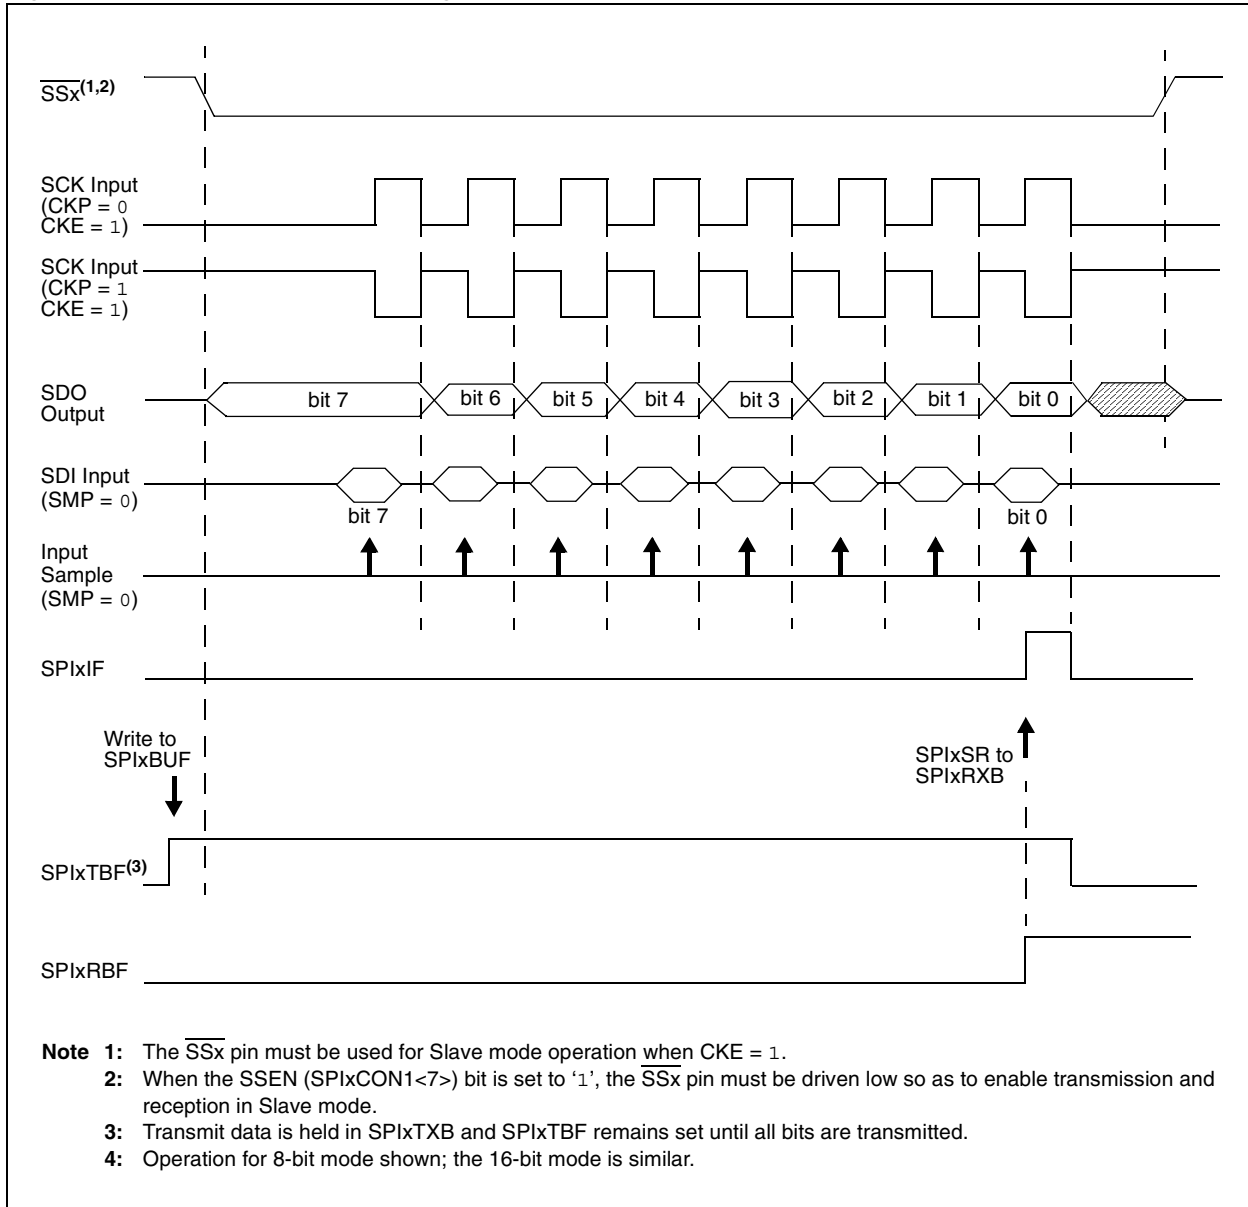 SSx(1,2)
SCK Input
(CKP = 0
CKE = 1)
SCK Input
(CKP = 1
CKE = 1)
SDO
Output
bit 7
bit 6
bit 5
bit 4
bit 3
bit 2
bit 1
bit 0
SDI Input
(SMP = 0)
bit 7
bit 0
Input
Sample
(SMP = 0)
SPIxIF
Write to
SPIxBUF
SPIxSR to
SPIxRXB
SPIxTBF(3)
SPIxRBF
Note 1: The SSx pin must be used for Slave mode operation when CKE = 1.
2: When the SSEN (SPIxCON1<7>) bit is set to ‘1’, the SSx pin must be driven low so as to enable transmission and
reception in Slave mode.
3: Transmit data is held in SPIxTXB and SPIxTBF remains set until all bits are transmitted.
4: Operation for 8-bit mode shown; the 16-bit mode is similar.